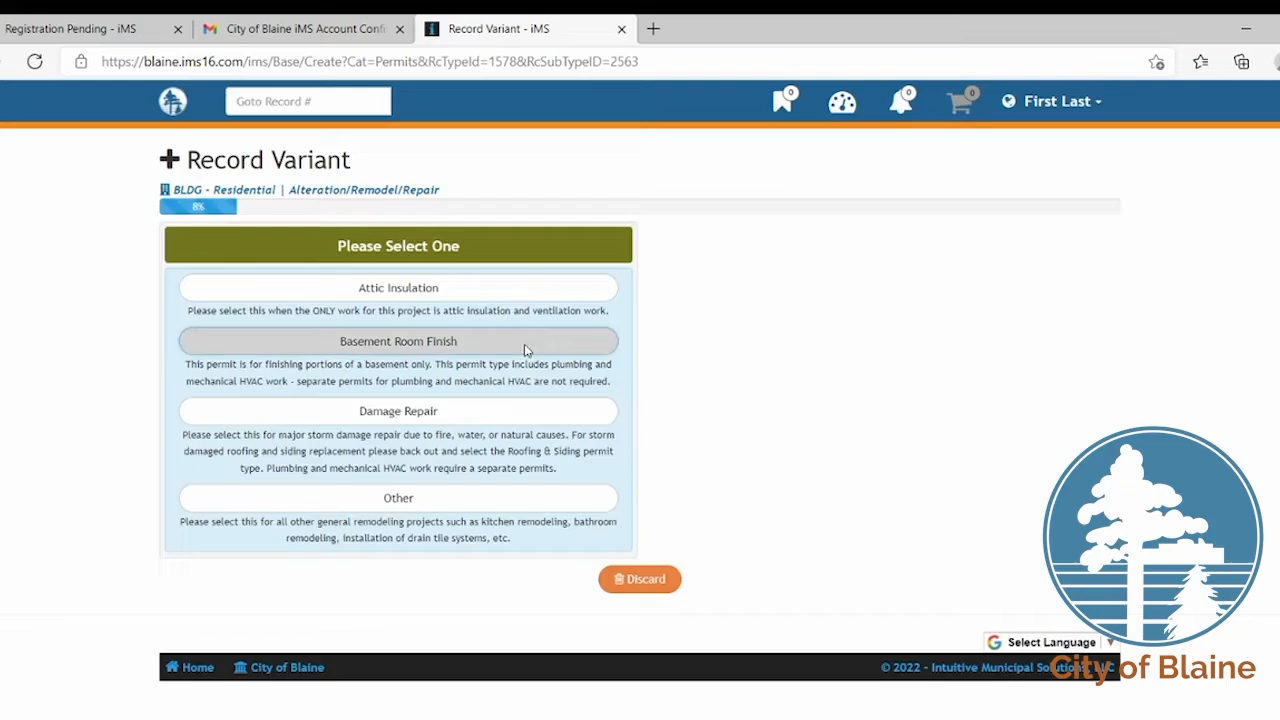 Registration Pending - iMS
City of Blaine iMS Account Confi
Record Variant - iMS
https://blaine.ims16.com/ims/Base/Create?Cat=Permits&RcTypeId=1578&RcSubTypeID=2563
Goto Record #
0
0
0
First Last
Record Variant
BLDG - Residential | Alteration/Remodel/Repair
8%
Please Select One
Attic Insulation
Please select this when the ONLY work for this project is attic insulation and ventilation work.
Basement Room Finish
This permit is for finishing portions of a basement only. This permit type includes plumbing and
mechanical HVAC work - separate permits for plumbing and mechanical HVAC are not required.
Damage Repair
Please select this for major storm damage repair due to fire, water, or natural causes. For storm
damaged roofing and siding replacement please back out and select the Roofing & Siding permit
type. Plumbing and mechanical HVAC work require a separate permits.
Other
Please select this for all other general remodeling projects such as kitchen remodeling, bathroom
remodeling, installation of drain tile systems, etc.
Discard
Select Language
Home
City of Blaine
© 2022 - Intuitive Municipal Solutions, LLC
City of Blaine